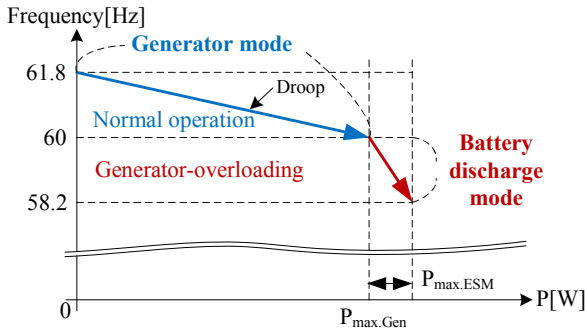 Frequency[Hz]
Generator mode
61.8
Droop
Normal operation
60
Battery
discharge
mode
Generator-overloading
58.2
0
Pmax.ESM
P[W]
Pmax.Gen